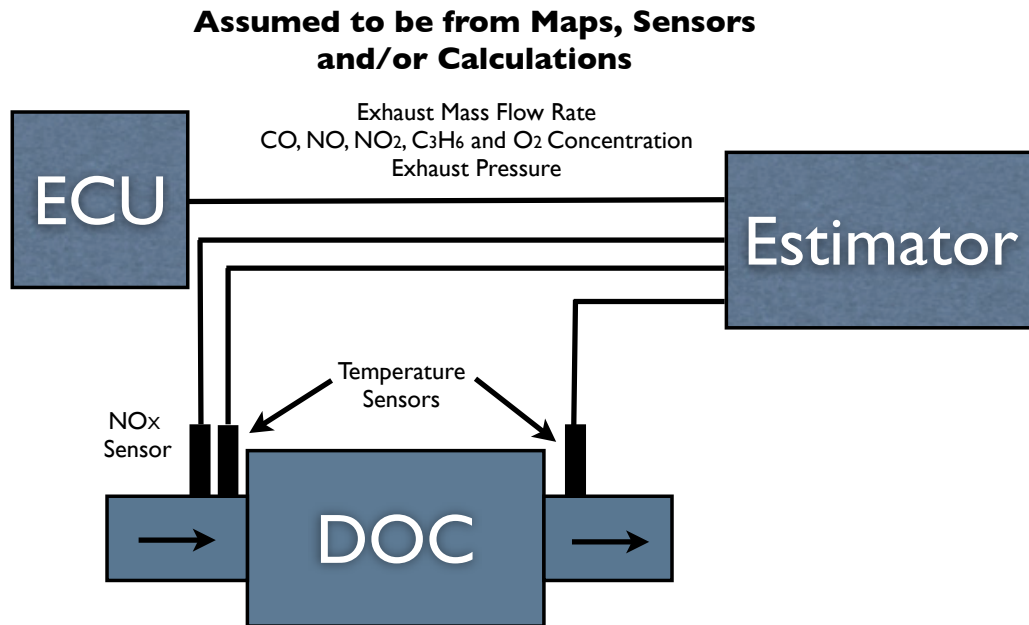 Assumed to be from Maps, Sensors
and/or Calculations
Exhaust Mass Flow Rate
CO, NO, NO₂, C₃H₆ and O₂ Concentration
Exhaust Pressure
ECU
Estimator
Temperature
Sensors
NOx
Sensor
DOC